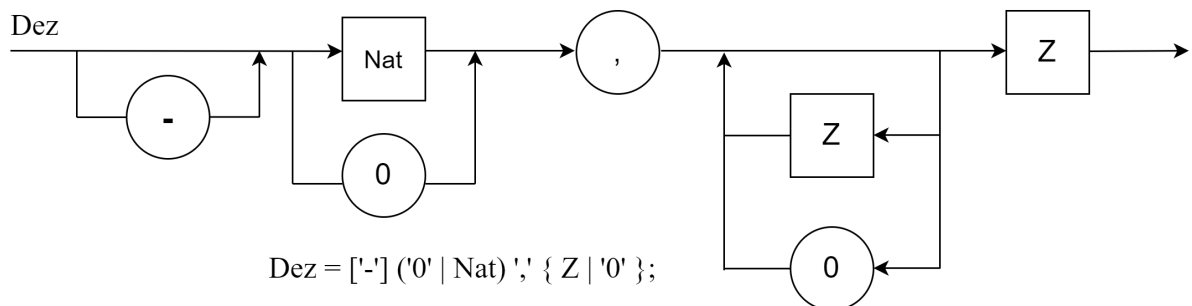 Dez
Nat
,
Z
-
Z
0
0
Dez = ['-'] ('0' | Nat) ',' { Z | '0' };